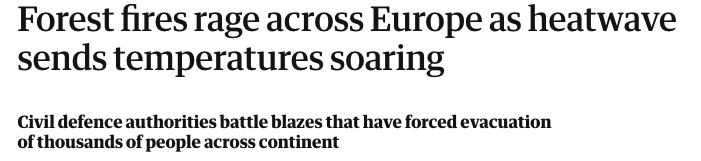 Forest fires rage across Europe as heatwave
sends temperatures soaring
Civil defence authorities battle blazes that have forced evacuation
of thousands of people across continent